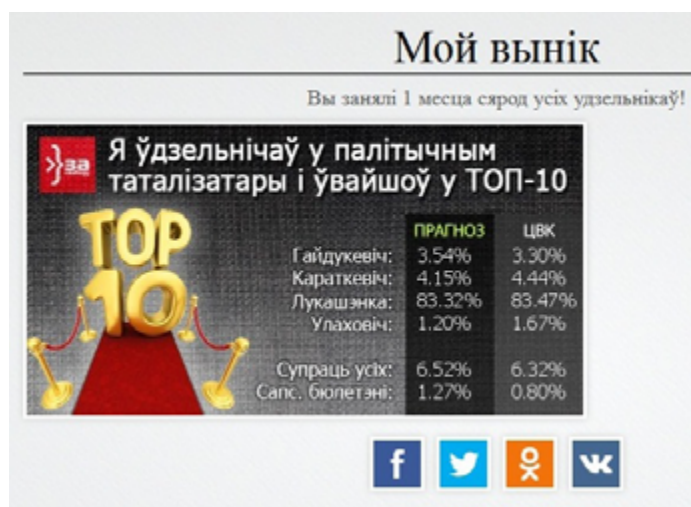 Мой вынік
Вы занялі 1 месца сярод усіх удзельнікаў!
за
Я ўдзельнічаў у палітычным
таталізатары і ўвайшоў у ТОП-10
TOP
10
ПРАГНОЗ ЦВК
Гайдукевіч: 3.54% 3.30%
Караткевіч: 4.15% 4.44%
Лукашэнка: 83.32% 83.47%
Улаховіч: 1.20% 1.67%
Супраць усіх: 6.52% 6.32%
Сапс. бюлетэні: 1.27% 0.80%